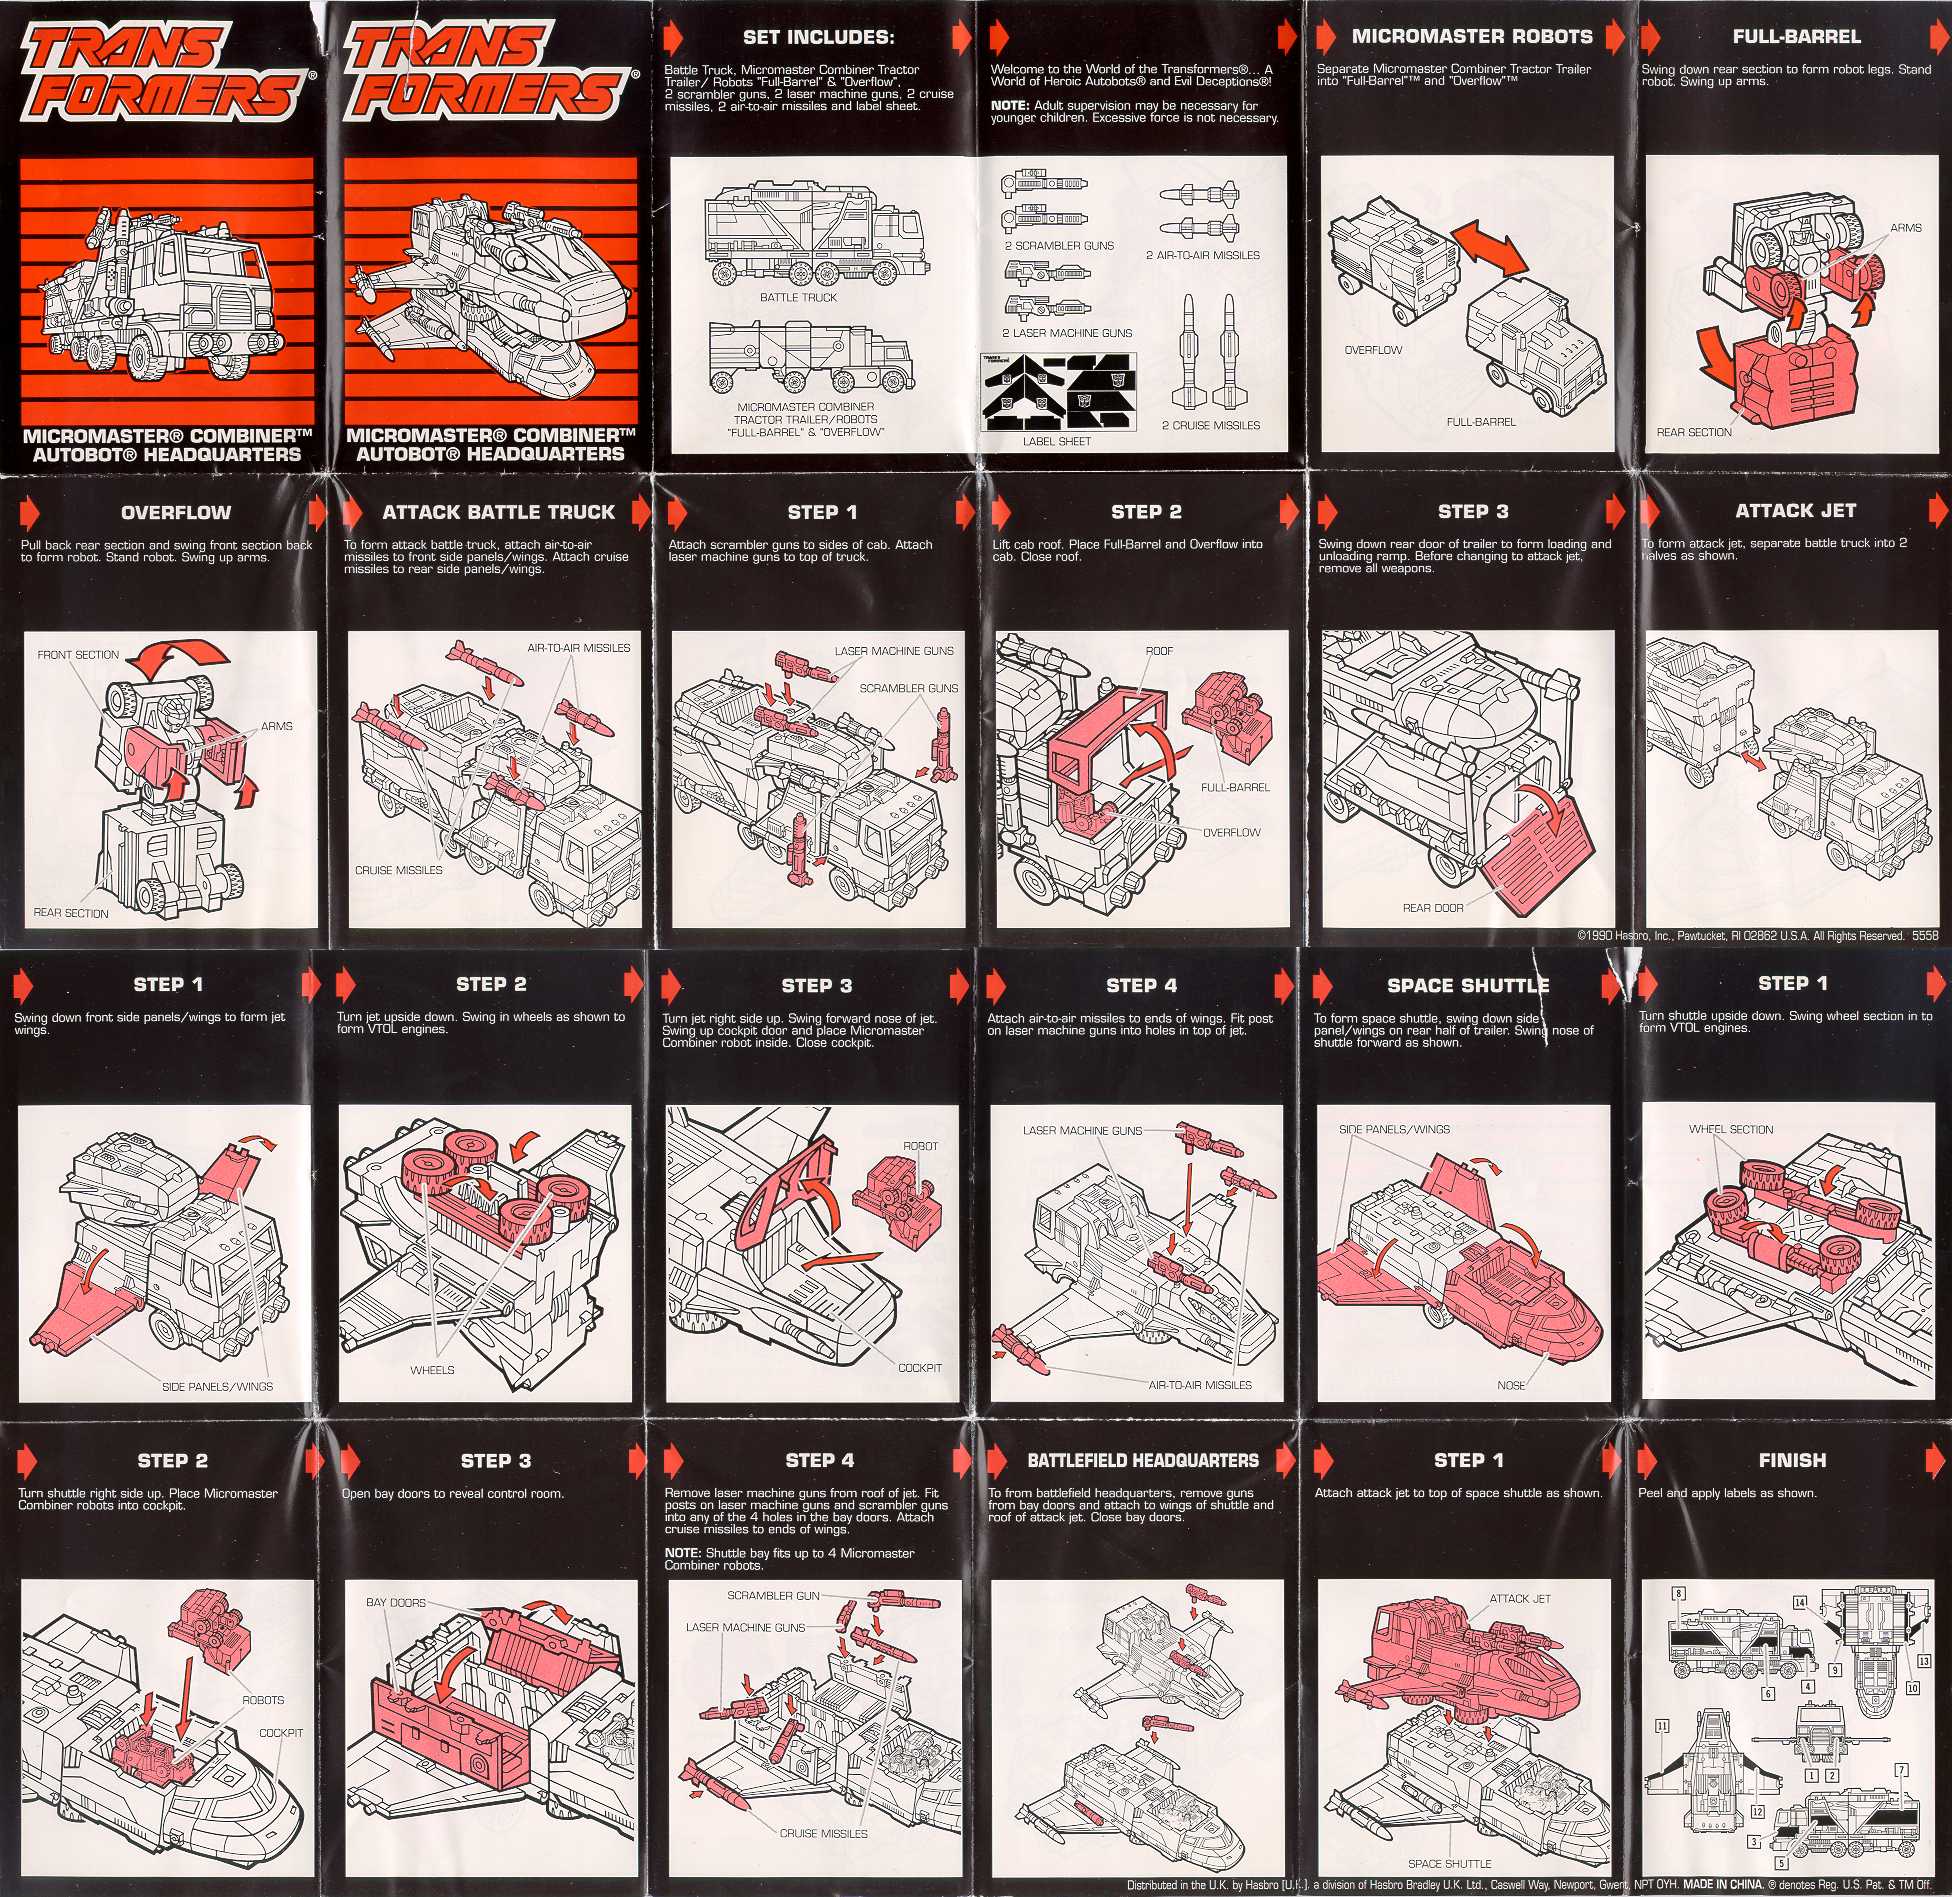 TRANS
FORMERS®
MICROMASTER® COMBINER™
AUTOBOT® HEADQUARTERS
TRANS
FORMERS®
MICROMASTER® COMBINER™
AUTOBOT® HEADQUARTERS
SET INCLUDES:
Battle Truck, Micromaster Combiner Tractor
Trailer/ Robots "Full-Barrel" & "Overflow",
2 scrambler guns, 2 laser machine guns, 2 cruise
missiles, 2 air-to-air missiles and label sheet.
BATTLE TRUCK
MICROMASTER COMBINER
TRACTOR TRAILER/ROBOTS
"FULL-BARREL" & "OVERFLOW"
Welcome to the World of the Transformers®... A
World of Heroic Autobots® and Evil Deceptions®!
NOTE: Adult supervision may be necessary for
younger children. Excessive force is not necessary.
2 SCRAMBLER GUNS
2 AIR-TO-AIR MISSILES
2 LASER MACHINE GUNS
TRANS
FORMERS
LABEL SHEET
2 CRUISE MISSILES
MICROMASTER ROBOTS
Separate Micromaster Combiner Tractor Trailer
into "Full-Barrel"™ and "Overflow"™
OVERFLOW
FULL-BARREL
FULL-BARREL
Swing down rear section to form robot legs. Stand
robot. Swing up arms.
ARMS
REAR SECTION
OVERFLOW
Pull back rear section and swing front section back
to form robot. Stand robot. Swing up arms.
FRONT SECTION
ARMS
REAR SECTION
ATTACK BATTLE TRUCK
To form attack battle truck, attach air-to-air
missiles to front side panels/wings. Attach cruise
missiles to rear side panels/wings.
AIR-TO-AIR MISSILES
CRUISE MISSILES
STEP 1
Attach scrambler guns to sides of cab. Attach
laser machine guns to top of truck.
LASER MACHINE GUNS
SCRAMBLER GUNS
STEP 2
Lift cab roof. Place Full-Barrel and Overflow into
cab. Close roof.
ROOF
FULL-BARREL
OVERFLOW
STEP 3
Swing down rear door of trailer to form loading and
unloading ramp. Before changing to attack jet,
remove all weapons.
REAR DOOR
ATTACK JET
To form attack jet, separate battle truck into 2
halves as shown.
©1990 Hasbro, Inc., Pawtucket, RI 02862 U.S.A. All Rights Reserved. 5558
STEP 1
Swing down front side panels/wings to form jet
wings.
SIDE PANELS/WINGS
STEP 2
Turn jet upside down. Swing in wheels as shown to
form VTOL engines.
WHEELS
STEP 3
Turn jet right side up. Swing forward nose of jet.
Swing up cockpit door and place Micromaster
Combiner robot inside. Close cockpit.
ROBOT
COCKPIT
STEP 4
Attach air-to-air missiles to ends of wings. Fit post
on laser machine guns into holes in top of jet.
LASER MACHINE GUNS
AIR-TO-AIR MISSILES
SPACE SHUTTLE
To form space shuttle, swing down side
panel/wings on rear half of trailer. Swing nose of
shuttle forward as shown.
SIDE PANELS/WINGS
NOSE
STEP 1
Turn shuttle upside down. Swing wheel section in to
form VTOL engines.
WHEEL SECTION
STEP 2
Turn shuttle right side up. Place Micromaster
Combiner robots into cockpit.
ROBOTS
COCKPIT
STEP 3
Open bay doors to reveal control room.
BAY DOORS
STEP 4
Remove laser machine guns from roof of jet. Fit
posts on laser machine guns and scrambler guns
into any of the 4 holes in the bay doors. Attach
cruise missiles to ends of wings.
NOTE: Shuttle bay fits up to 4 Micromaster
Combiner robots.
SCRAMBLER GUN
LASER MACHINE GUNS
CRUISE MISSILES
BATTLEFIELD HEADQUARTERS
To from battlefield headquarters, remove guns
from bay doors and attach to wings of shuttle and
roof of attack jet. Close bay doors.
STEP 1
Attach attack jet to top of space shuttle as shown.
ATTACK JET
SPACE SHUTTLE
FINISH
Peel and apply labels as shown.
8
14
9
13
10
6
4
11
1
2
7
12
3
5
Distributed in the U.K. by Hasbro [U.K.]. a division of Hasbro Bradley U.K. Ltd., Caswell Way, Newport, Gwent, NPT 0YH. MADE IN CHINA. ® denotes Reg. U.S. Pat. & TM Off.